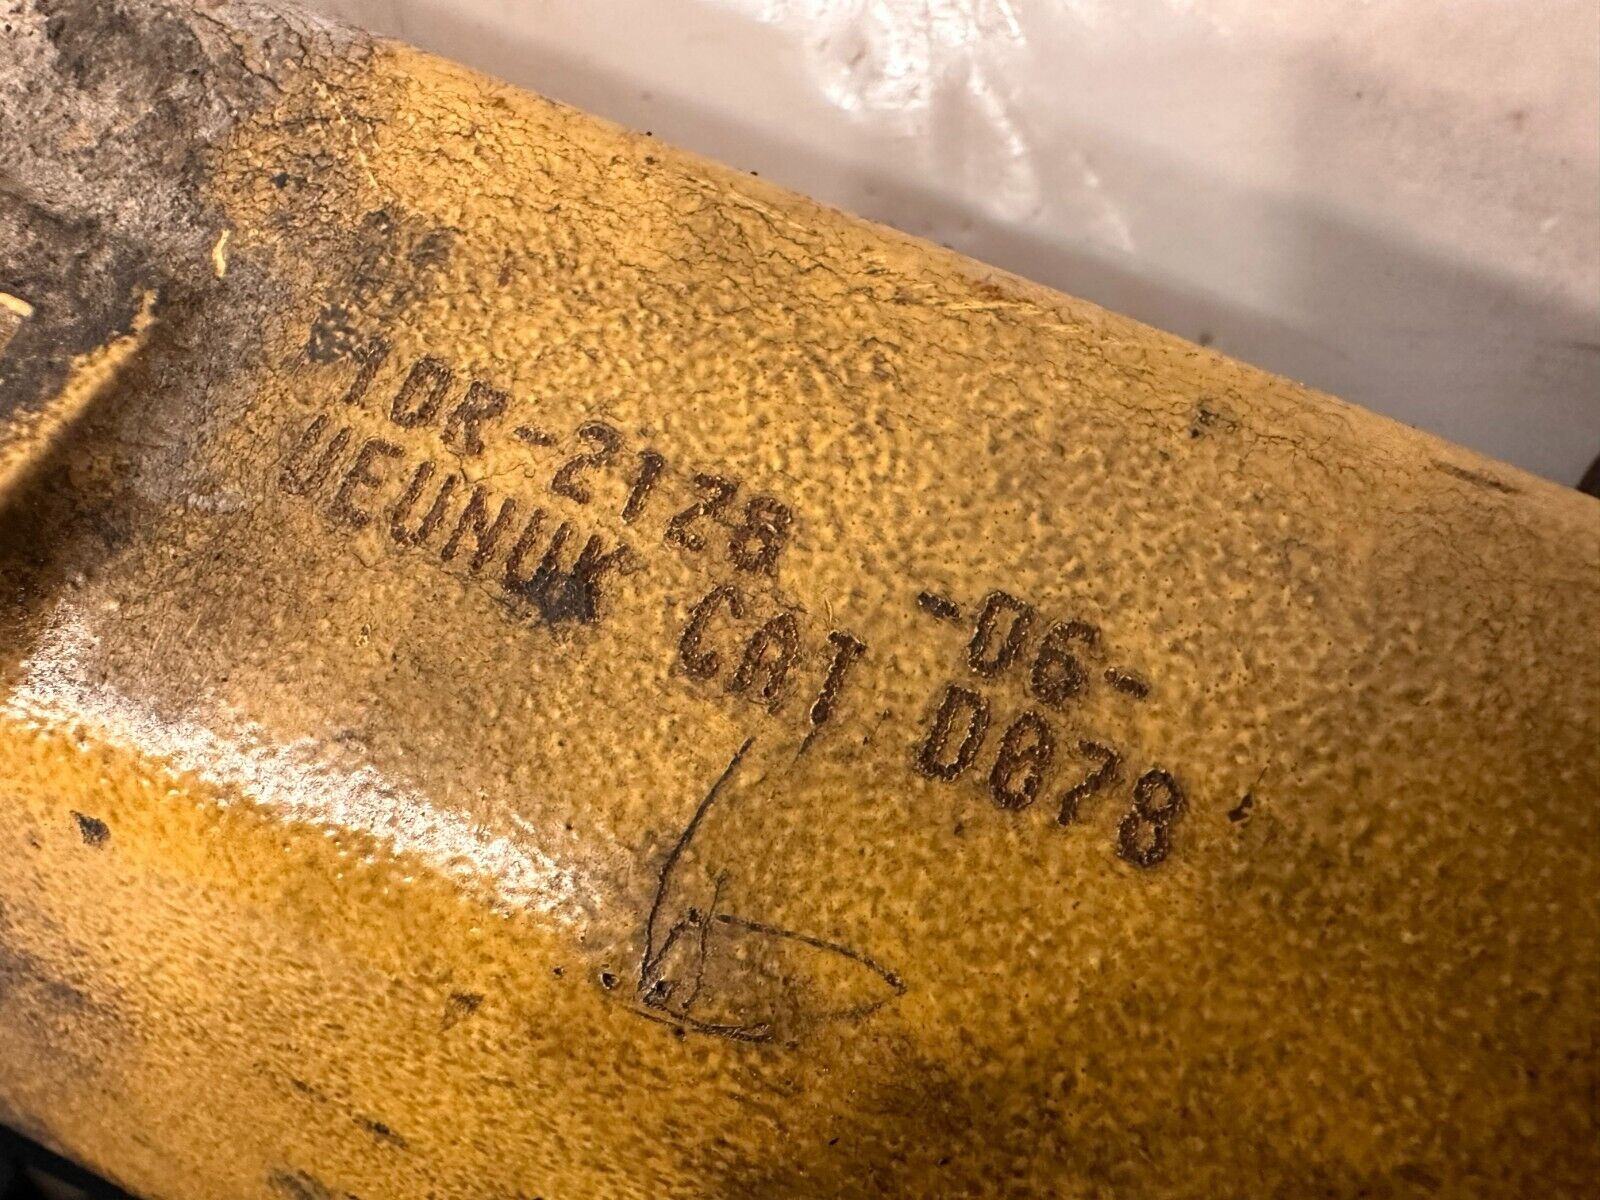 10R-2128 -06-
UEUNUK CAT D078